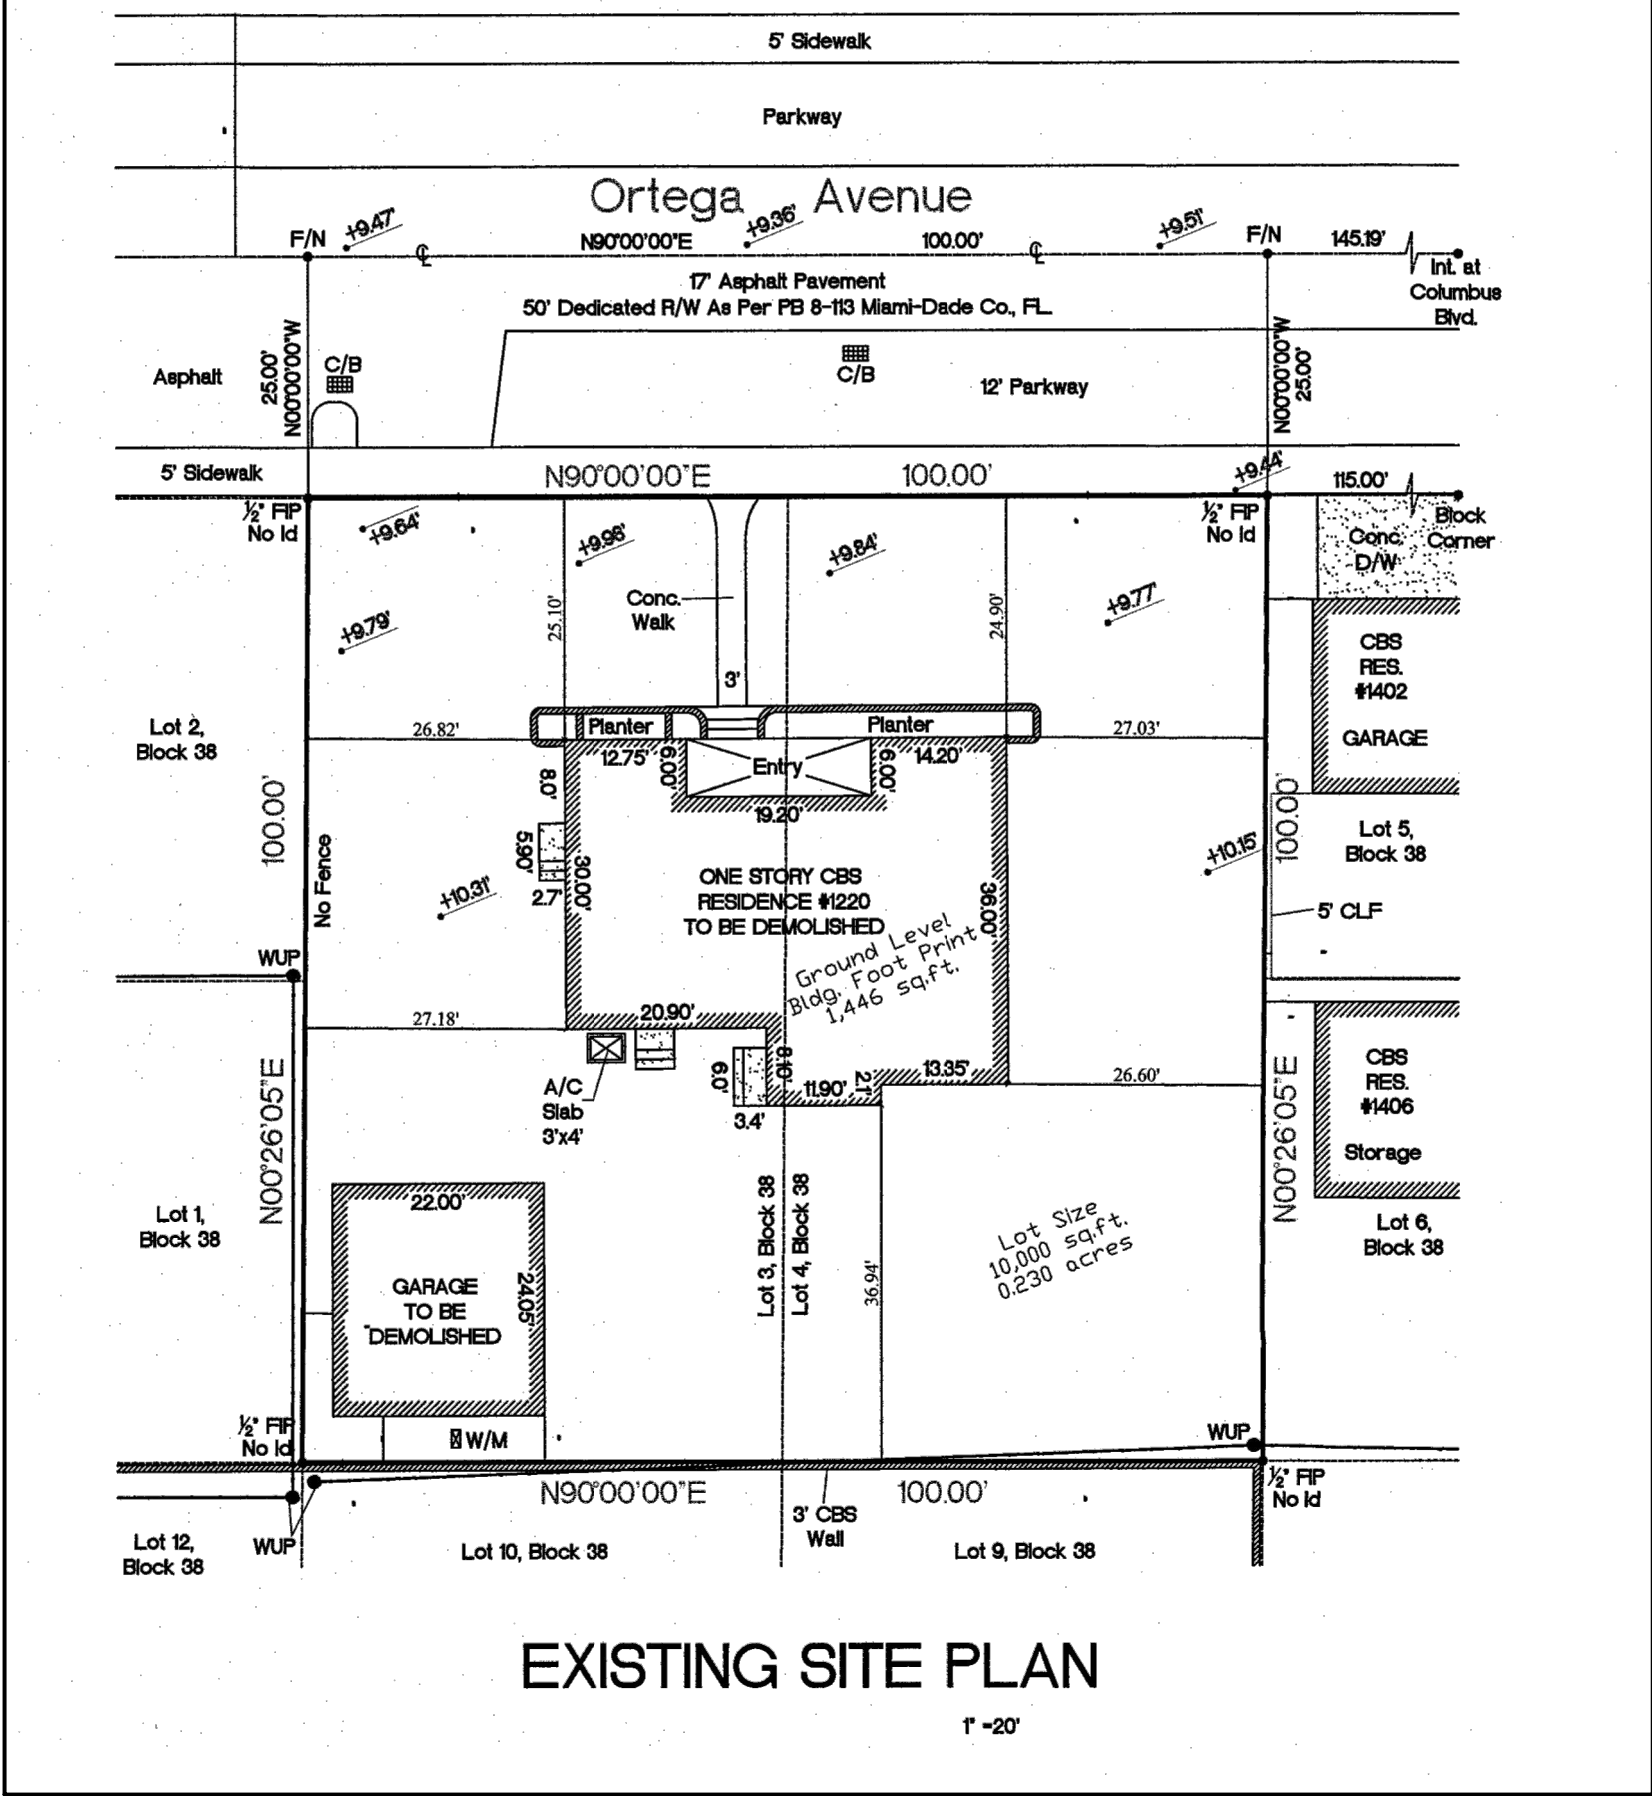 5' Sidewalk
Parkway
Ortega Avenue
F/N
+9.47'
N90°00'00"E
+9.36'
100.00'
+9.51'
F/N
145.19'
Int. at
Columbus
Blvd.
17' Asphalt Pavement
50' Dedicated R/W As Per PB 8-113 Miami-Dade Co., FL.
25.00'
N00°00'00"W
C/B
Asphalt
C/B
12' Parkway
N00°00'00"W
25.00'
5' Sidewalk
N90°00'00"E
100.00'
+9.44'
115.00'
½" FIP
No Id
+9.64'
+9.98'
+9.84'
½" FIP
No Id
Block
Corner
Conc.
D/W
+9.79'
25.10'
Conc.
Walk
3'
24.90'
+9.77'
CBS
RES.
#1402
GARAGE
Lot 2,
Block 38
26.82'
Planter
Planter
27.03'
12.75'
6.00'
Entry
6.00'
14.20'
19.20'
8.0'
5.90'
2.7'
30.00'
100.00'
No Fence
+10.31'
ONE STORY CBS
RESIDENCE #1220
TO BE DEMOLISHED
36.00'
+10.15'
100.00'
Lot 5,
Block 38
5' CLF
Ground Level
Bldg. Foot Print
1,446 sq.ft.
WUP
27.18'
20.90'
A/C
Slab
3'x4'
6.0'
3.4'
8.10'
11.90'
2.1'
13.35'
26.60'
N00°26'05"E
N00°26'05"E
CBS
RES.
#1406
Storage
Lot 1,
Block 38
22.00'
24.05'
GARAGE
TO BE
DEMOLISHED
Lot 3, Block 38
Lot 4, Block 38
36.94'
Lot Size
10,000 sq.ft.
0.230 acres
Lot 6,
Block 38
½" FIP
No Id
W/M
WUP
N90°00'00"E
100.00'
½" FIP
No Id
3' CBS
Wall
Lot 12,
Block 38
WUP
Lot 10, Block 38
Lot 9, Block 38
EXISTING SITE PLAN
1" =20'